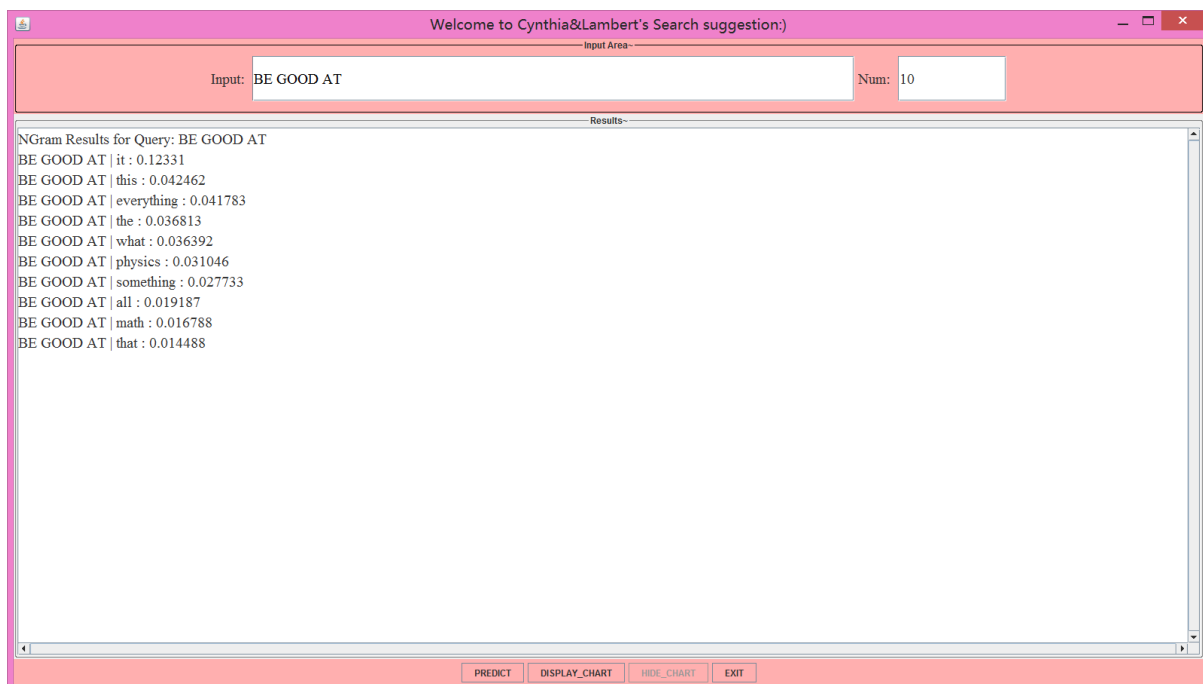 Welcome to Cynthia&Lambert's Search suggestion:)
Input Area~
Input: BE GOOD AT Num: 10
Results~
NGram Results for Query: BE GOOD AT
BE GOOD AT | it : 0.12331
BE GOOD AT | this : 0.042462
BE GOOD AT | everything : 0.041783
BE GOOD AT | the : 0.036813
BE GOOD AT | what : 0.036392
BE GOOD AT | physics : 0.031046
BE GOOD AT | something : 0.027733
BE GOOD AT | all : 0.019187
BE GOOD AT | math : 0.016788
BE GOOD AT | that : 0.014488
PREDICT DISPLAY_CHART HIDE_CHART EXIT